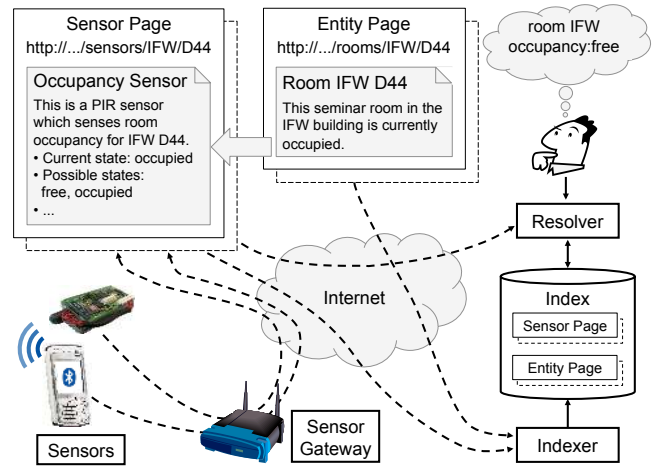 Sensor Page
http://.../sensors/IFW/D44
Occupancy Sensor
This is a PIR sensor
which senses room
occupancy for IFW D44.
• Current state: occupied
• Possible states:
free, occupied
• ...
Entity Page
http://.../rooms/IFW/D44
Room IFW D44
This seminar room in the
IFW building is currently
occupied.
room IFW
occupancy:free
Resolver
Internet
Index
Sensor Page
Entity Page
Sensors
Sensor
Gateway
Indexer